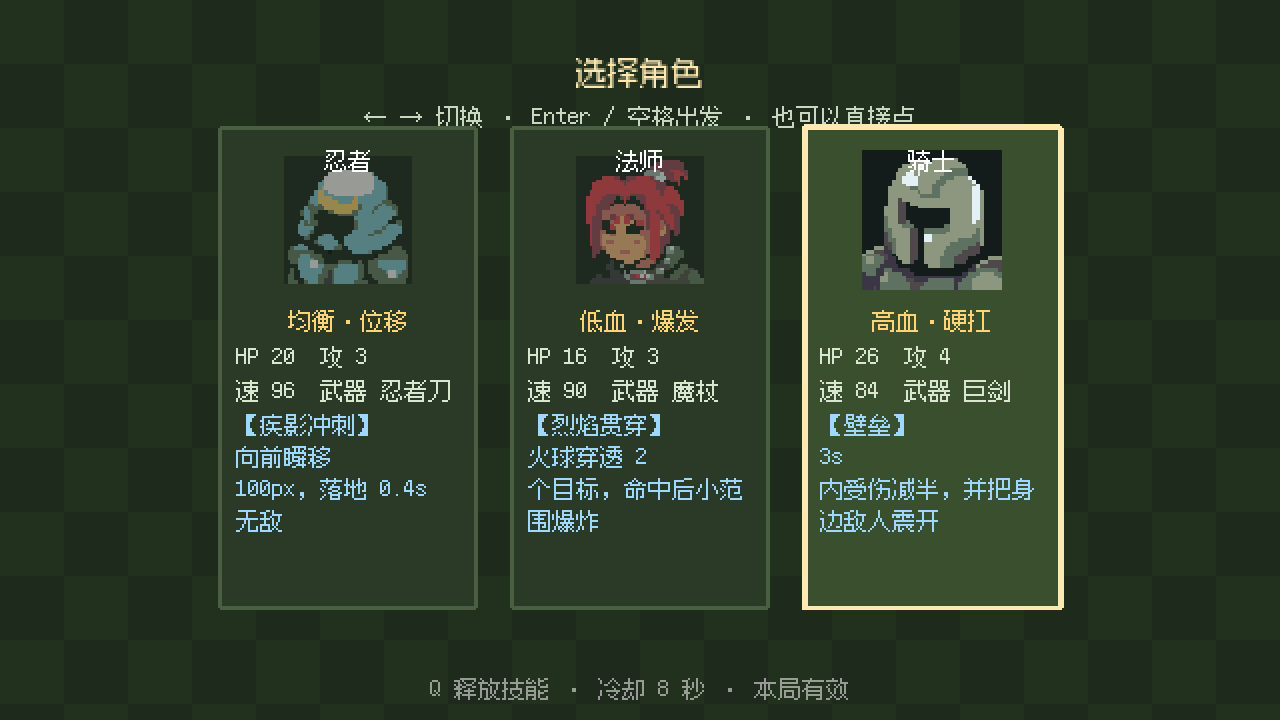 选择角色
← → 切换 · Enter / 空格出发 · 也可以直接点
忍者
均衡·位移
HP 20 攻 3
速 96 武器 忍者刀
【疾影冲刺】
向前瞬移
100px，落地 0.4s
无敌
法师
低血·爆发
HP 16 攻 3
速 90 武器 魔杖
【烈焰贯穿】
火球穿透 2
个目标，命中后小范
围爆炸
骑士
高血·硬扛
HP 26 攻 4
速 84 武器 巨剑
【壁垒】
3s
内受伤减半，并把身
边敌人震开
Q 释放技能 · 冷却 8 秒 · 本局有效